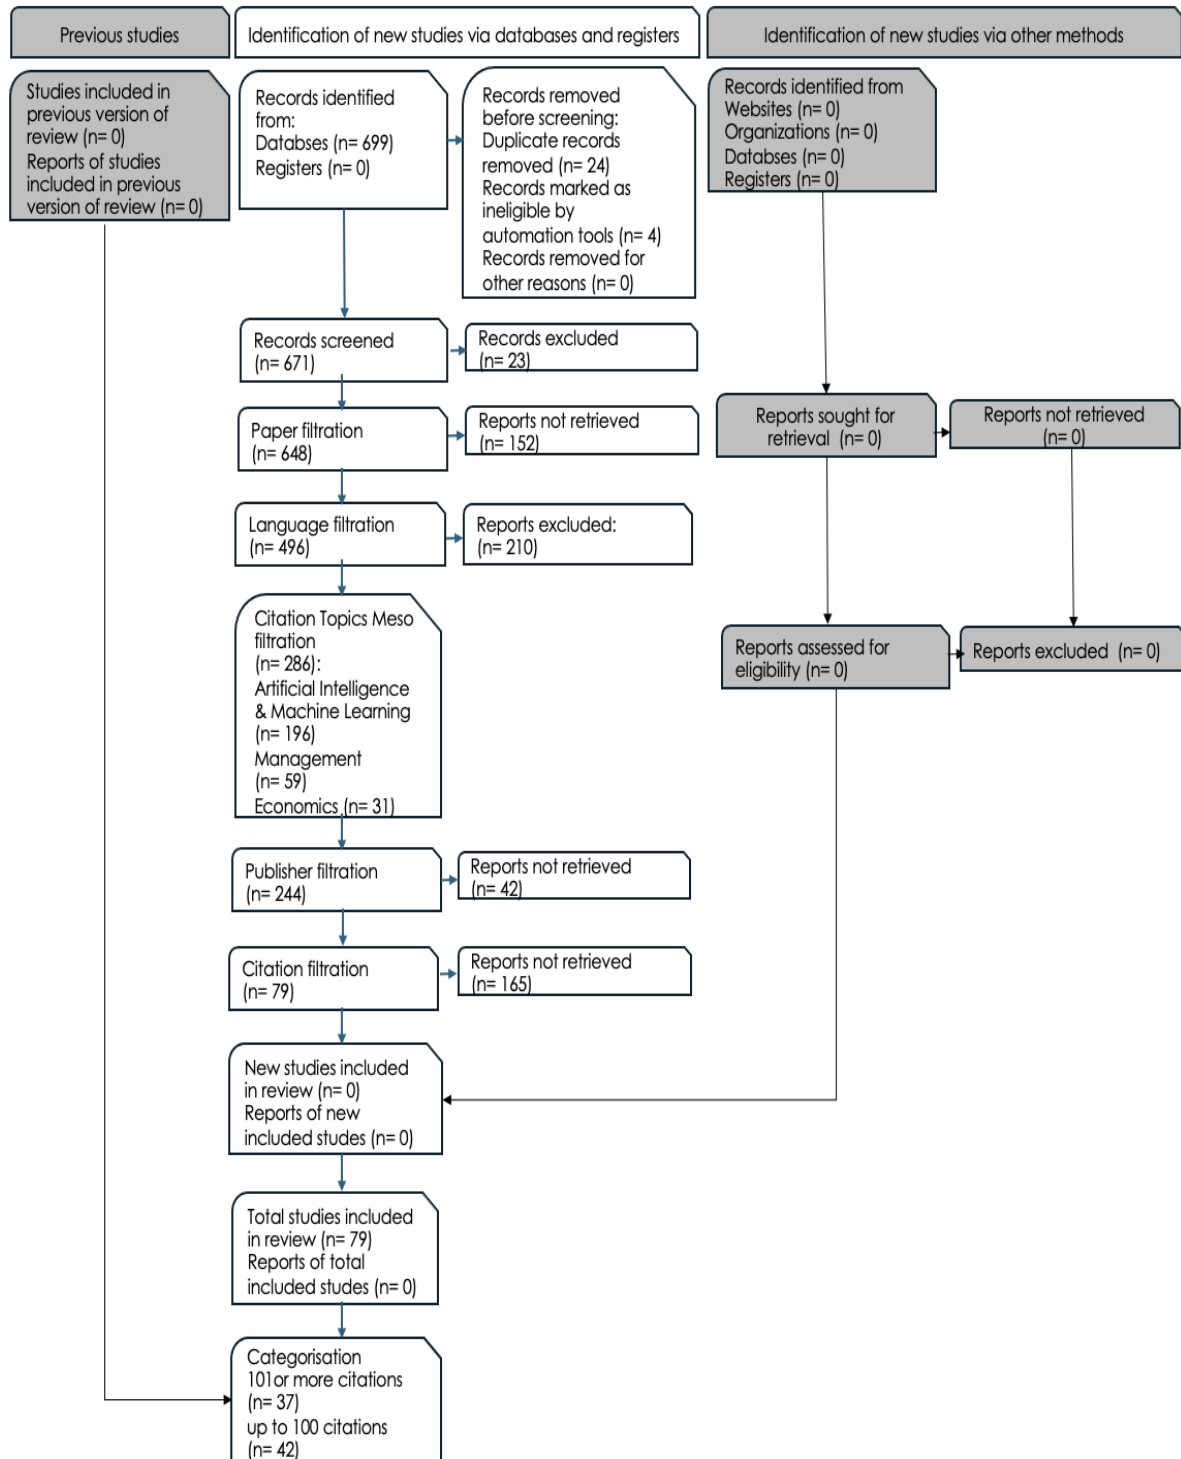 Previous studies
Identification of new studies via databases and registers
Identification of new studies via other methods
Studies included in
previous version of
review (n= 0)
Reports of studies
included in previous
version of review (n= 0)
Records identified
from:
Databses (n= 699)
Registers (n= 0)
Records removed
before screening:
Duplicate records
removed (n= 24)
Records marked as
ineligible by
automation tools (n= 4)
Records removed for
other reasons (n= 0)
Records identified from
Websites (n= 0)
Organizations (n= 0)
Databses (n= 0)
Registers (n= 0)
Records screened
(n= 671)
Records excluded
(n= 23)
Paper filtration
(n= 648)
Reports not retrieved
(n= 152)
Reports sought for
retrieval (n= 0)
Reports not retrieved
(n= 0)
Language filtration
(n= 496)
Reports excluded:
(n= 210)
Citation Topics Meso
filtration
(n= 286):
Artificial Intelligence
& Machine Learning
(n= 196)
Management
(n= 59)
Economics (n= 31)
Reports assessed for
eligibility (n= 0)
Reports excluded (n= 0)
Publisher filtration
(n= 244)
Reports not retrieved
(n= 42)
Citation filtration
(n= 79)
Reports not retrieved
(n= 165)
New studies included
in review (n= 0)
Reports of new
included studes (n= 0)
Total studies included
in review (n= 79)
Reports of total
included studes (n= 0)
Categorisation
101or more citations
(n= 37)
up to 100 citations
(n= 42)